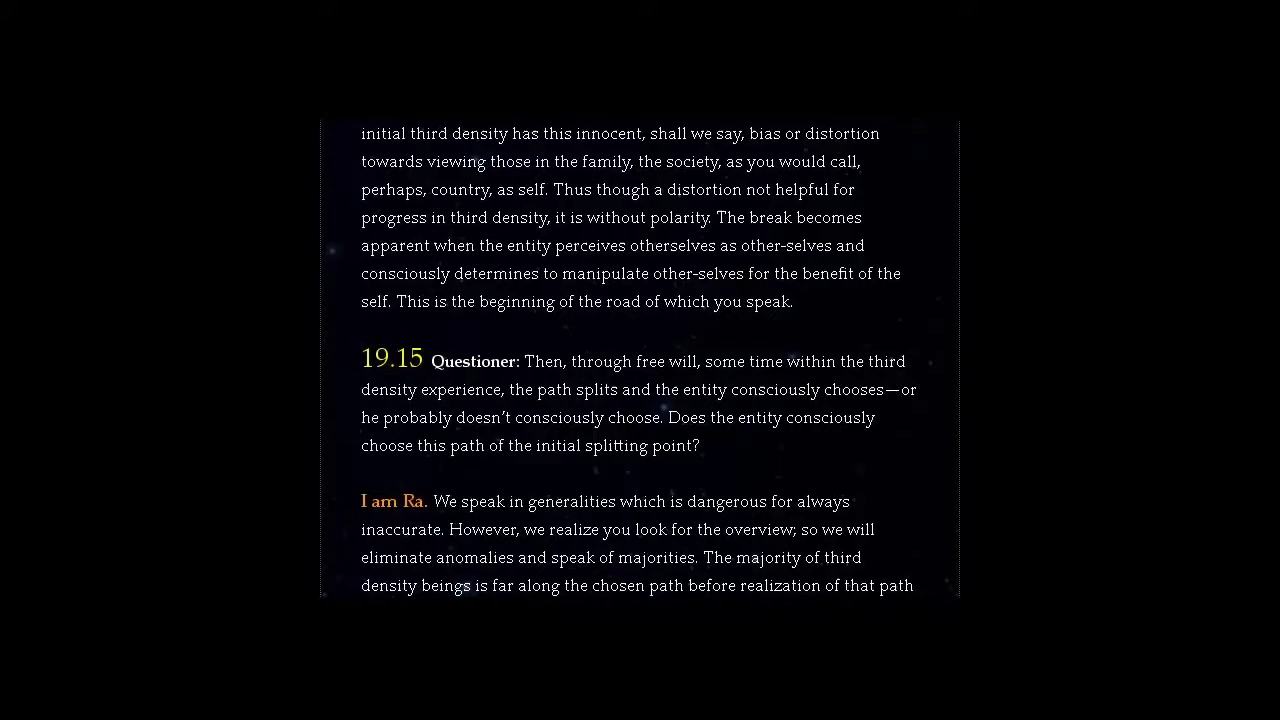 initial third density has this innocent, shall we say, bias or distortion
towards viewing those in the family, the society, as you would call,
perhaps, country, as self. Thus though a distortion not helpful for
progress in third density, it is without polarity. The break becomes
apparent when the entity perceives otherselves as other-selves and
consciously determines to manipulate other-selves for the benefit of the
self. This is the beginning of the road of which you speak.
19.15 Questioner: Then, through free will, some time within the third
density experience, the path splits and the entity consciously chooses—or
he probably doesn’t consciously choose. Does the entity consciously
choose this path of the initial splitting point?
I am Ra. We speak in generalities which is dangerous for always
inaccurate. However, we realize you look for the overview; so we will
eliminate anomalies and speak of majorities. The majority of third
density beings is far along the chosen path before realization of that path